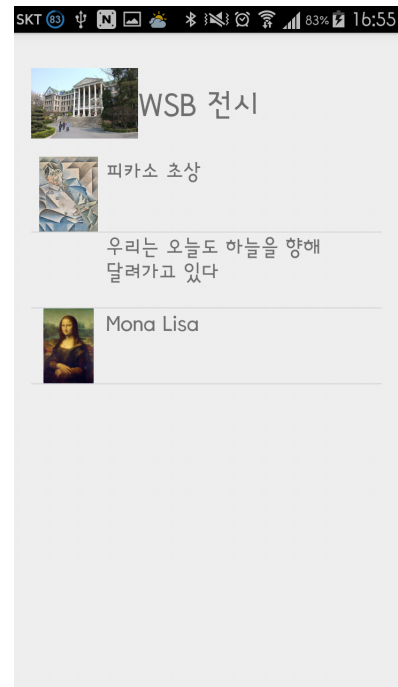 SKT 83 N 83% 16:55
WSB 전시
피카소 초상
우리는 오늘도 하늘을 향해
달려가고 있다
Mona Lisa